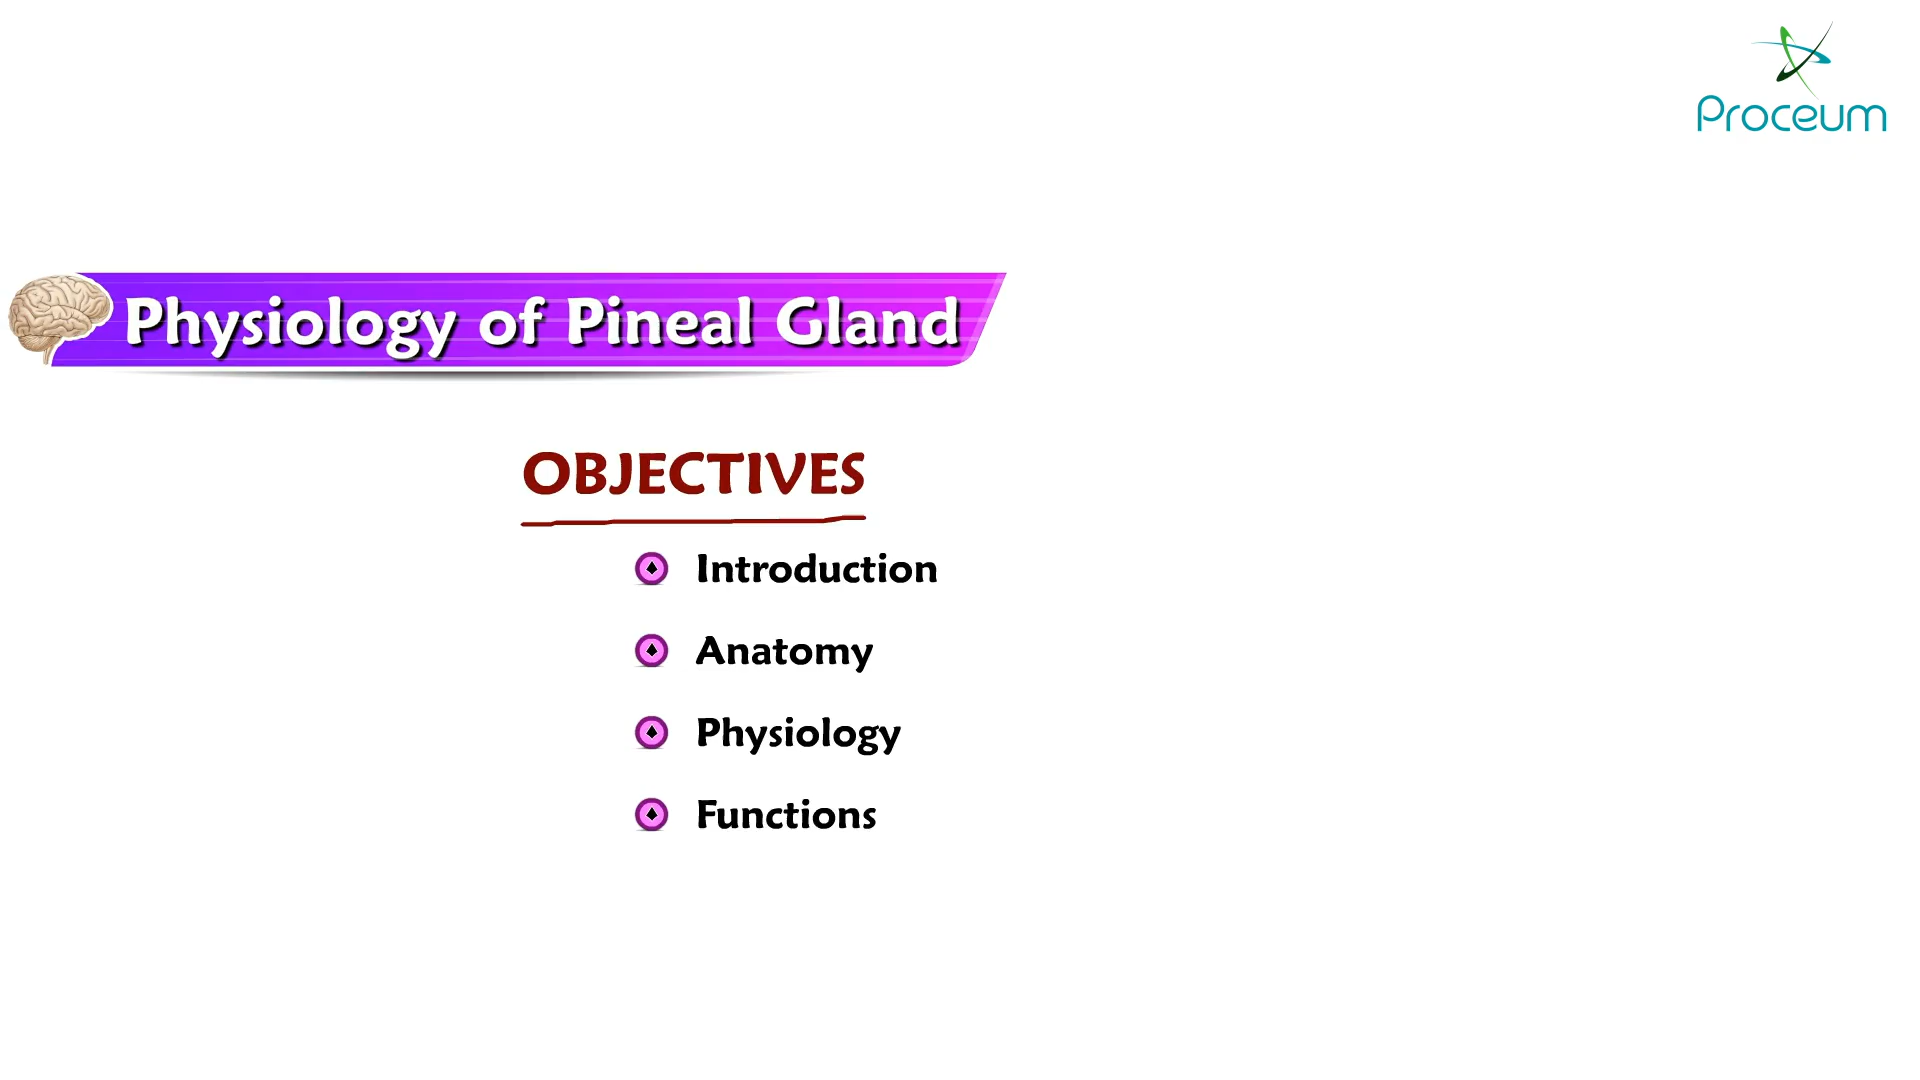 Proceum
Physiology of Pineal Gland
OBJECTIVES
Introduction
Anatomy
Physiology
Functions